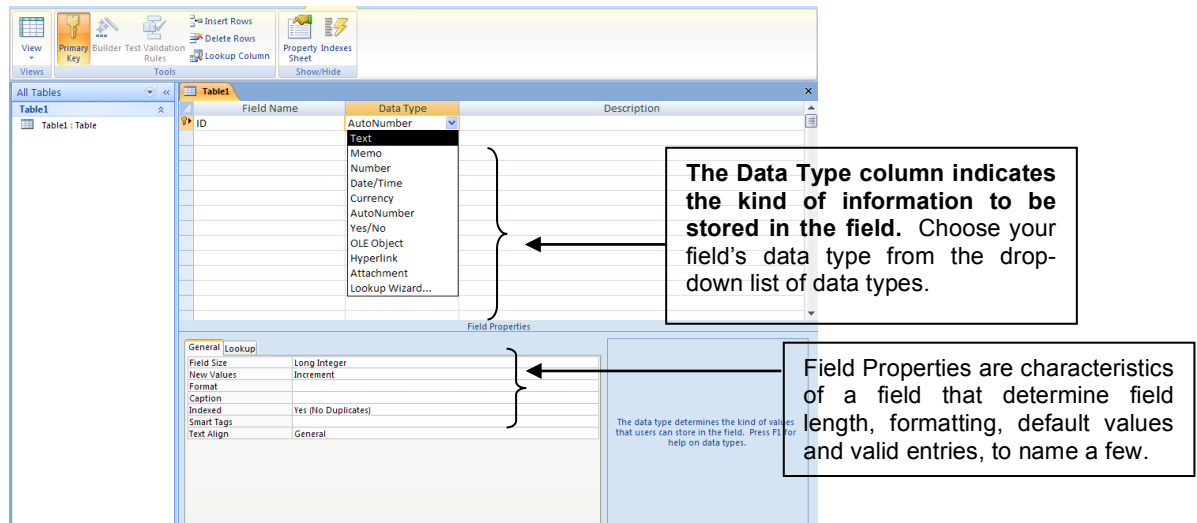 Insert Rows
Delete Rows
Lookup Column
View
Primary Key
Builder
Test Validation Rules
Property Sheet
Indexes
Views
Tools
Show/Hide
All Tables
Table1
Table1 : Table
Table1
Field Name
Data Type
Description
ID
AutoNumber
Text
Memo
Number
Date/Time
Currency
AutoNumber
Yes/No
OLE Object
Hyperlink
Attachment
Lookup Wizard...
The Data Type column indicates
the kind of information to be
stored in the field. Choose your
field's data type from the drop-
down list of data types.
Field Properties
General
Lookup
Field Size Long Integer
New Values Increment
Format
Caption
Indexed Yes (No Duplicates)
Smart Tags
Text Align General
The data type determines the kind of values
that users can store in the field. Press F1 for
help on data types.
Field Properties are characteristics
of a field that determine field
length, formatting, default values
and valid entries, to name a few.